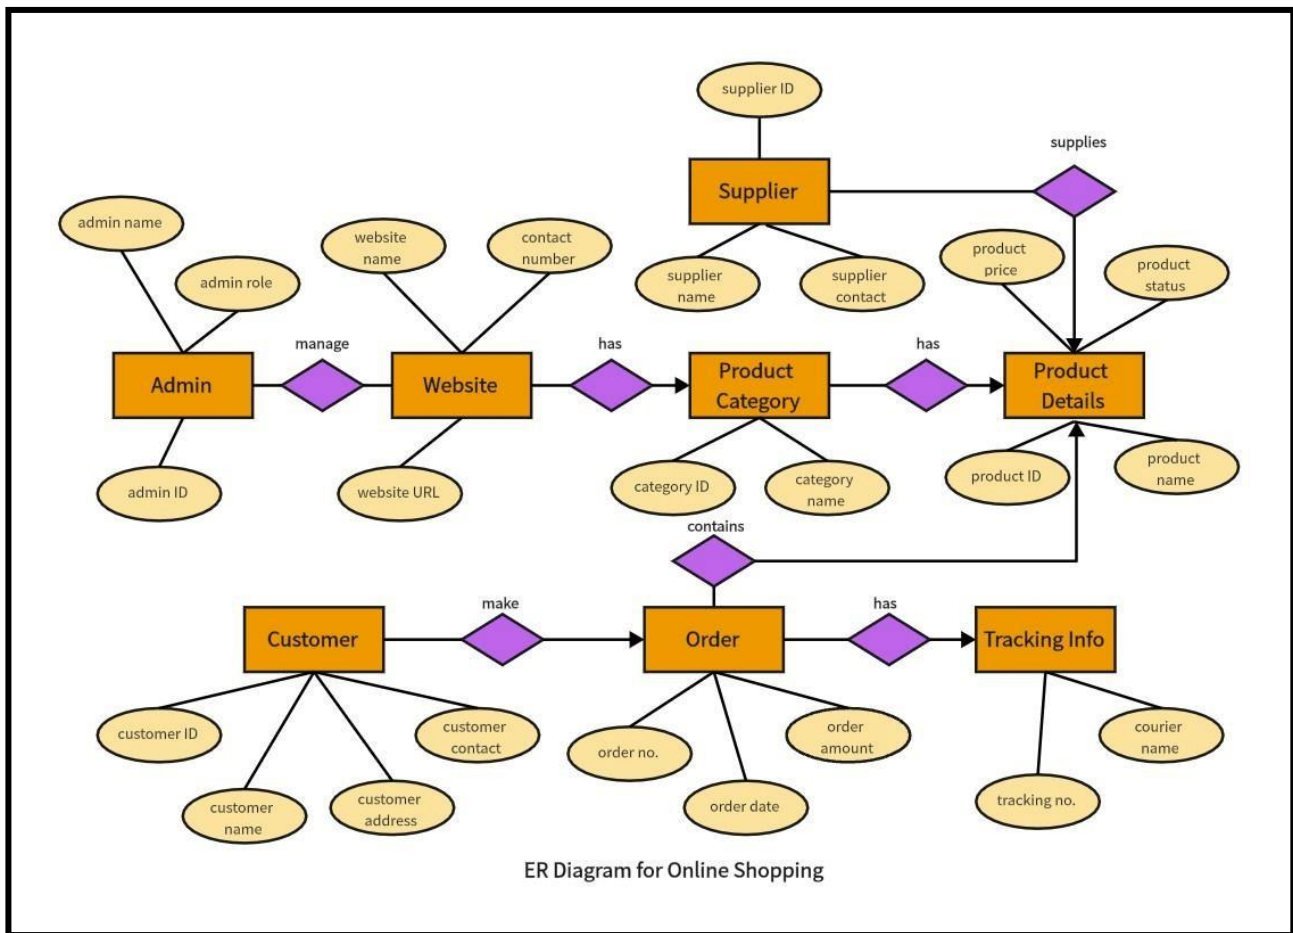 supplier ID
supplies
Supplier
admin name
website
name
contact
number
product
price
product
status
admin role
supplier
name
supplier
contact
manage
has
has
Admin
Website
Product
Category
Product
Details
admin ID
website URL
category ID
category
name
product ID
product
name
contains
make
has
Customer
Order
Tracking Info
customer ID
customer
contact
order no.
order
amount
courier
name
customer
name
customer
address
order date
tracking no.
ER Diagram for Online Shopping